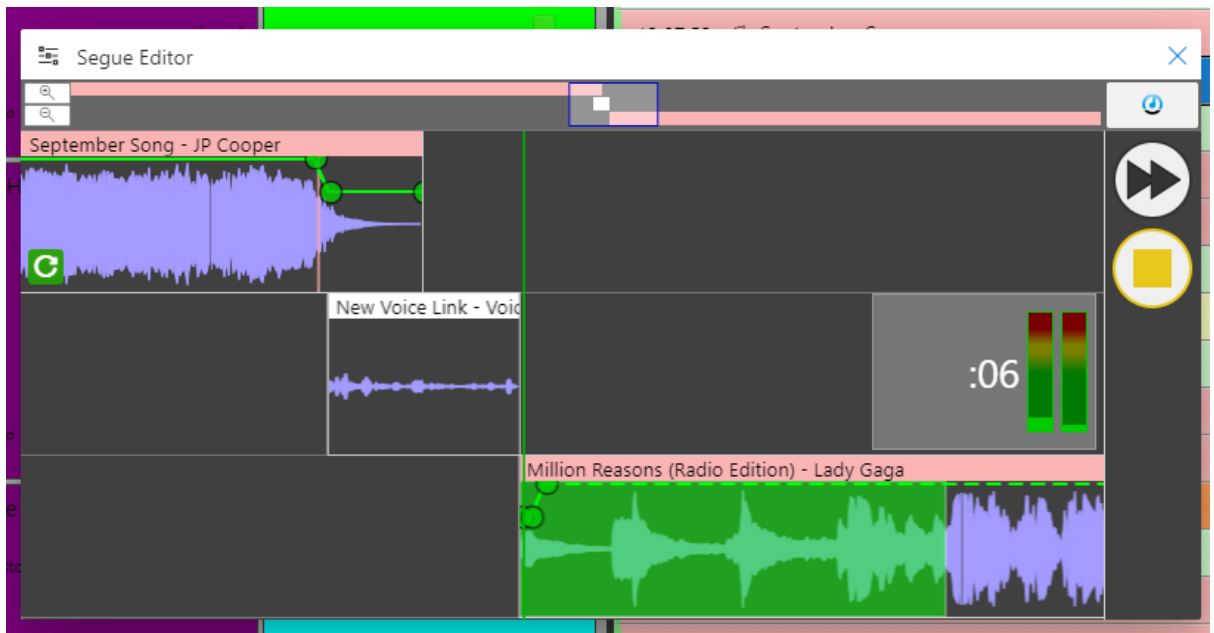 Segue Editor
September Song - JP Cooper
New Voice Link - Voic
:06
Million Reasons (Radio Edition) - Lady Gaga